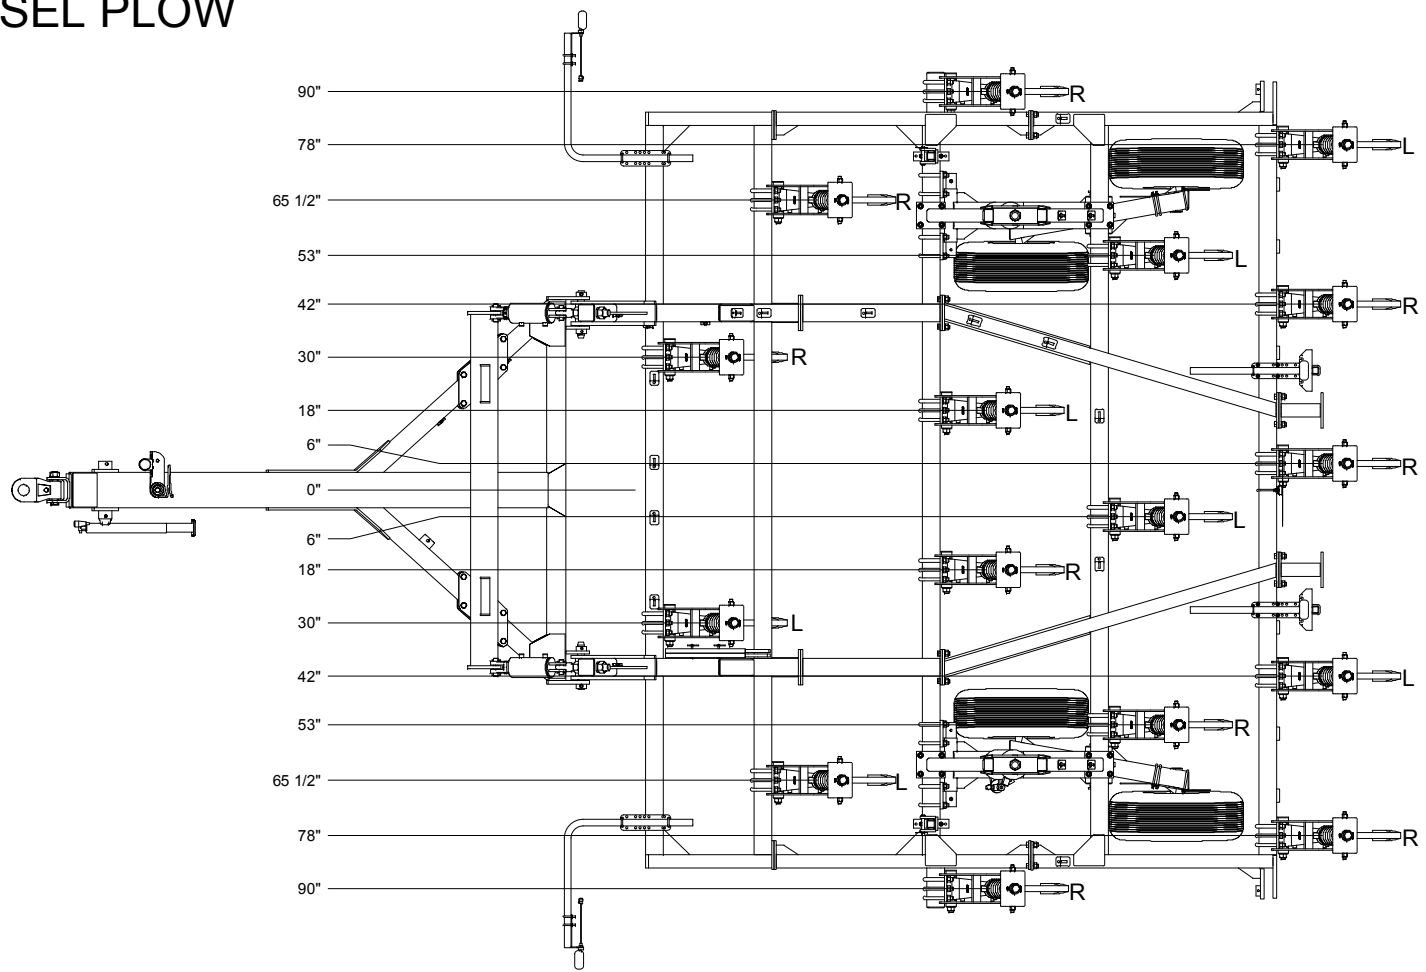 SEL PLOW
90" R
78" L
65 1/2" R
53" L
42" R
30" R
18" L
6" R
0"
6" L
18" R
30" L
42" L
53" R
65 1/2" L
78" R
90" R